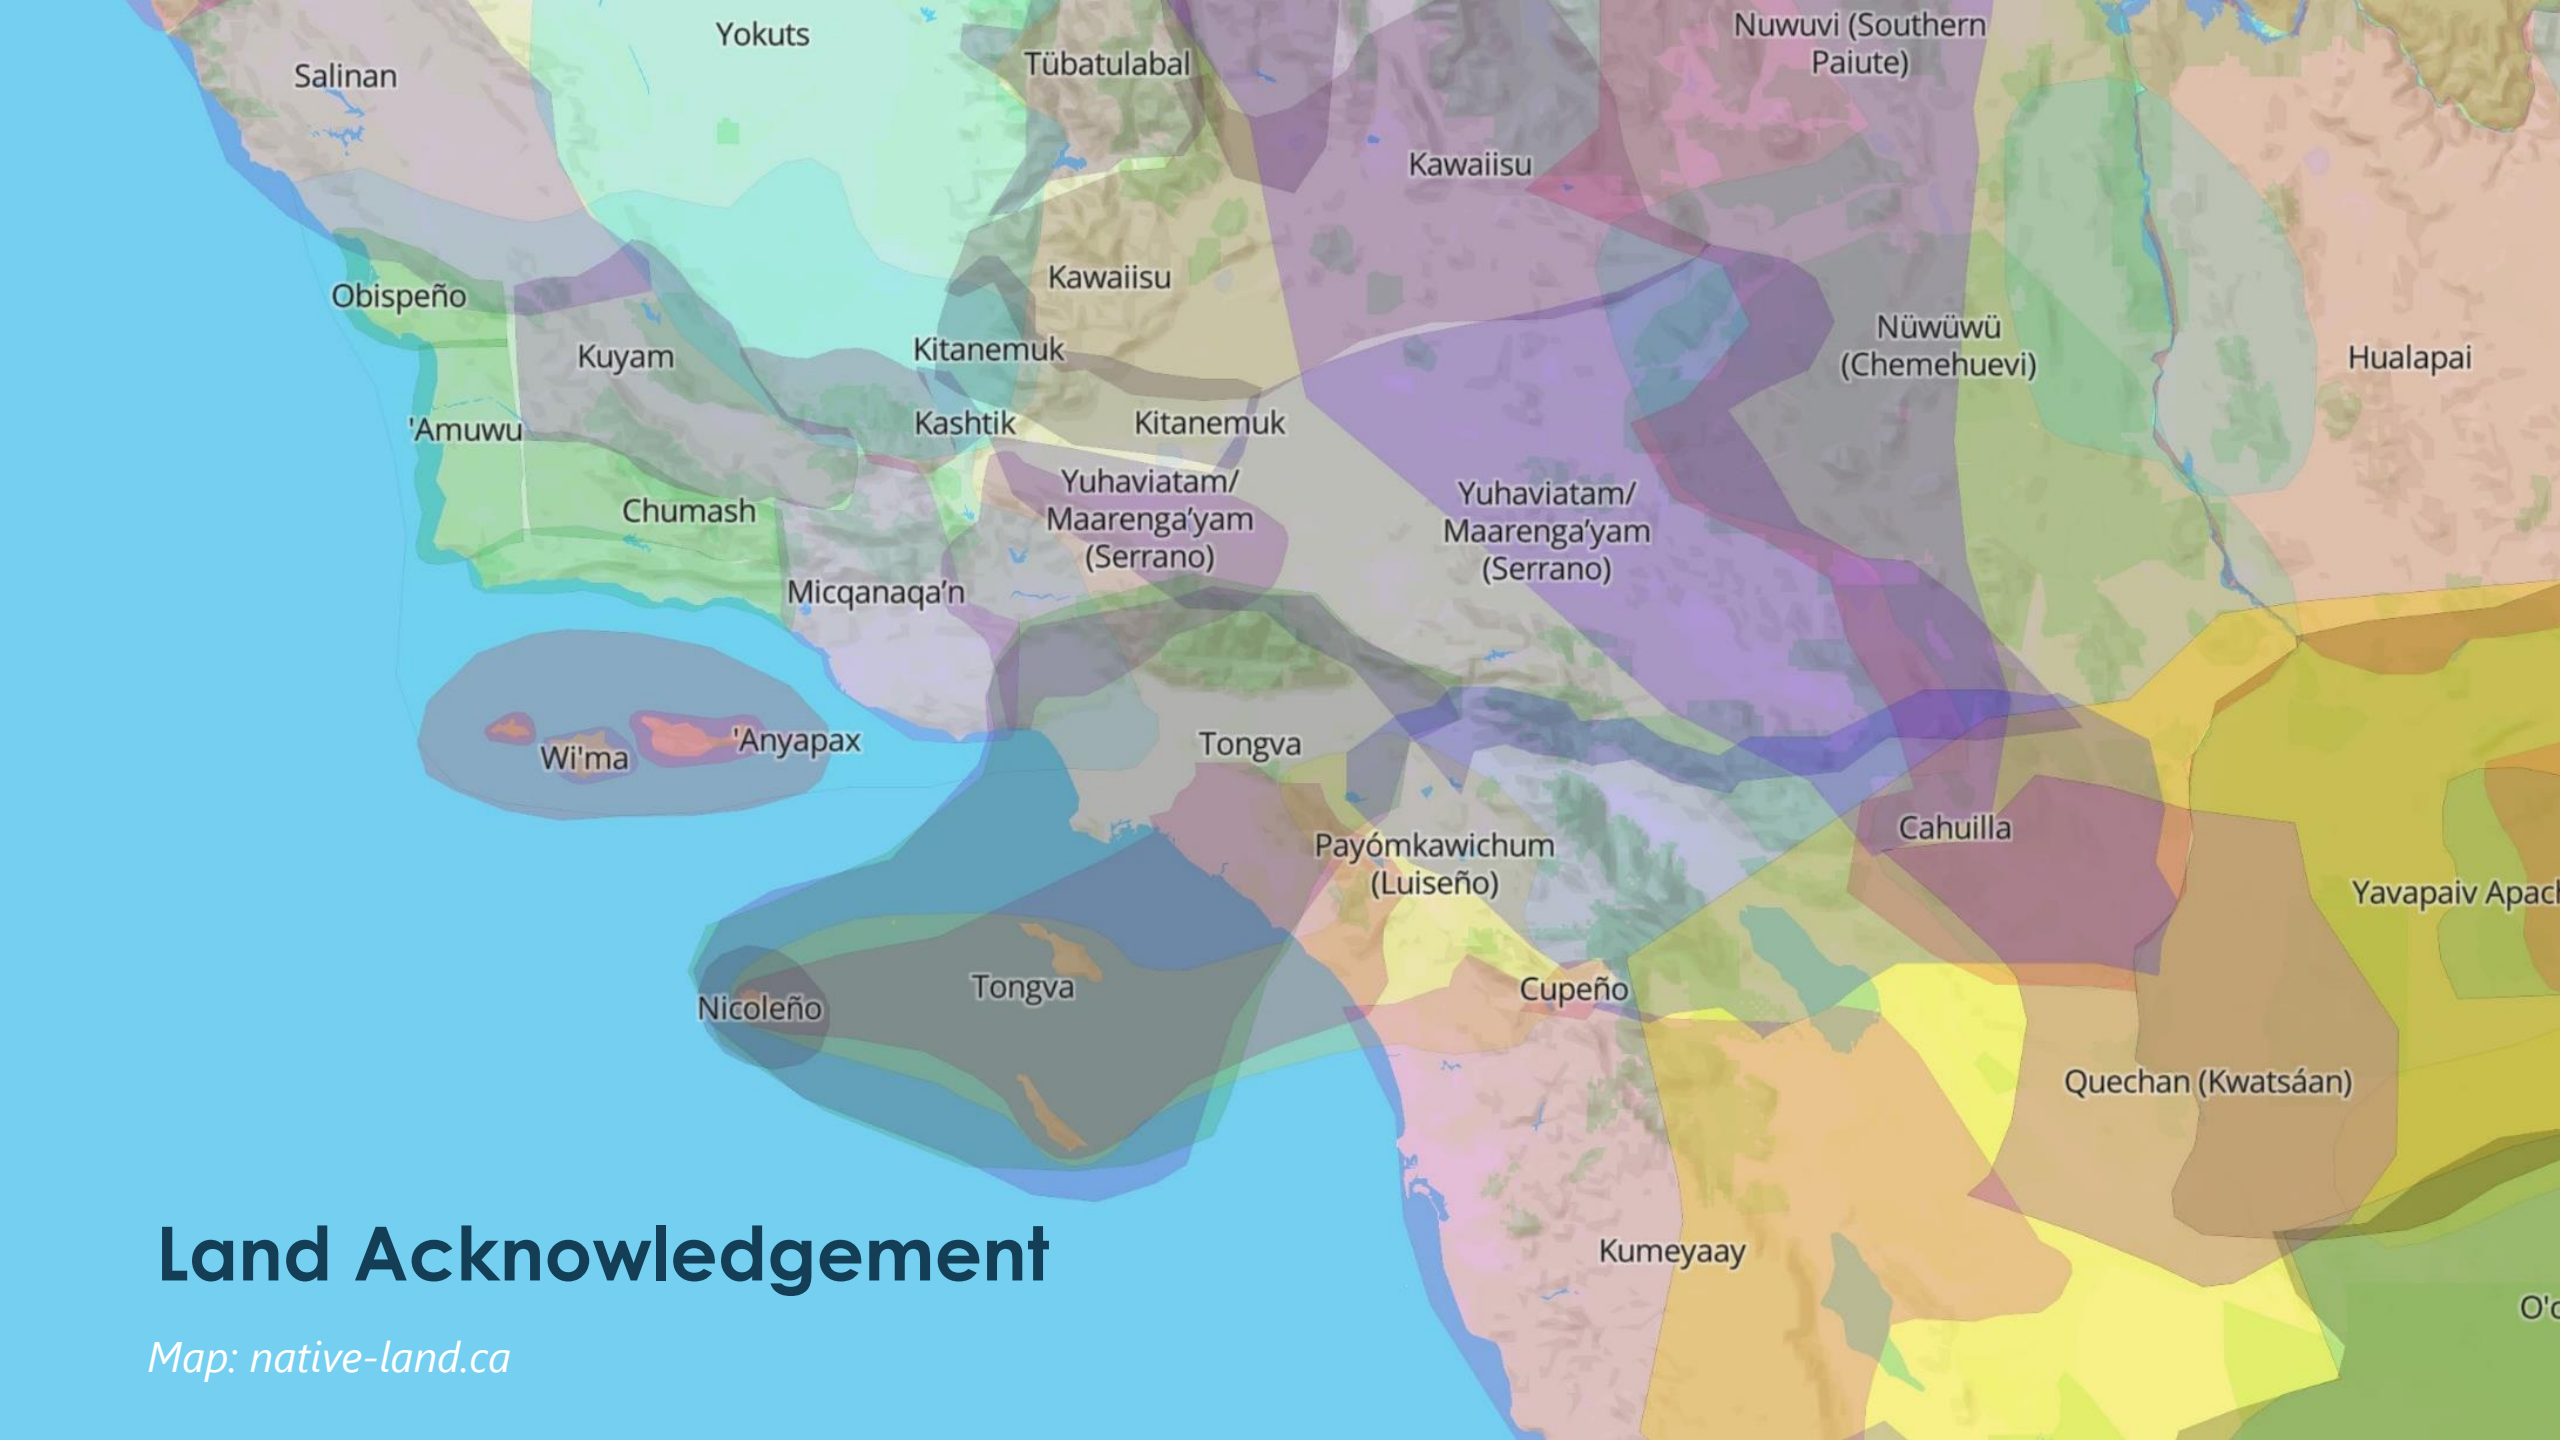 Yokuts
Nuwuvi (Southern
Paiute)
Salinan
Tübatulabal
Kawaiisu
Kawaiisu
Obispeño
Kuyam
Kitanemuk
Nüwüwü
(Chemehuevi)
Hualapai
'Amuwu
Kashtik
Kitanemuk
Chumash
Yuhaviatam/
Maarenga’yam
(Serrano)
Yuhaviatam/
Maarenga’yam
(Serrano)
Micqanaqa’n
Wi'ma
'Anyapax
Tongva
Cahuilla
Payómkawichum
(Luiseño)
Yavapaiv Apach
Nicoleño
Tongva
Cupeño
Quechan (Kwatsáan)
Kumeyaay
O'o
Land Acknowledgement
Map: native-land.ca